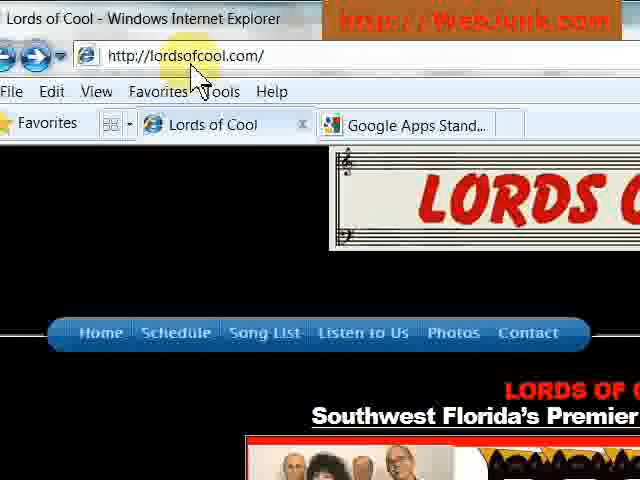 Lords of Cool - Windows Internet Explorer
http://WebJunk.com/
http://lordsofcool.com/
File Edit View Favorites Tools Help
Favorites Lords of Cool x Google Apps Stand...
LORDS
Home Schedule Song List Listen to Us Photos Contact
LORDS OF
Southwest Florida's Premier